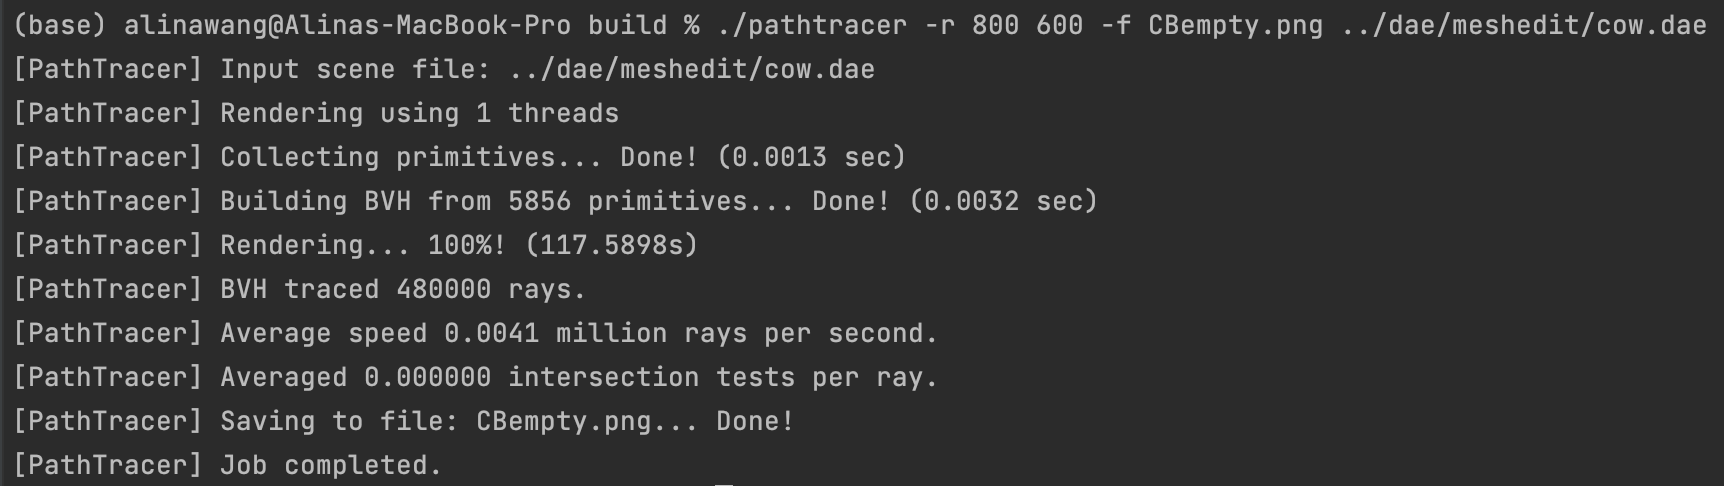 (base) alinawang@Alinas-MacBook-Pro build % ./pathtracer -r 800 600 -f CBempty.png ../dae/meshedit/cow.dae
[PathTracer] Input scene file: ../dae/meshedit/cow.dae
[PathTracer] Rendering using 1 threads
[PathTracer] Collecting primitives... Done! (0.0013 sec)
[PathTracer] Building BVH from 5856 primitives... Done! (0.0032 sec)
[PathTracer] Rendering... 100%! (117.5898s)
[PathTracer] BVH traced 480000 rays.
[PathTracer] Average speed 0.0041 million rays per second.
[PathTracer] Averaged 0.000000 intersection tests per ray.
[PathTracer] Saving to file: CBempty.png... Done!
[PathTracer] Job completed.